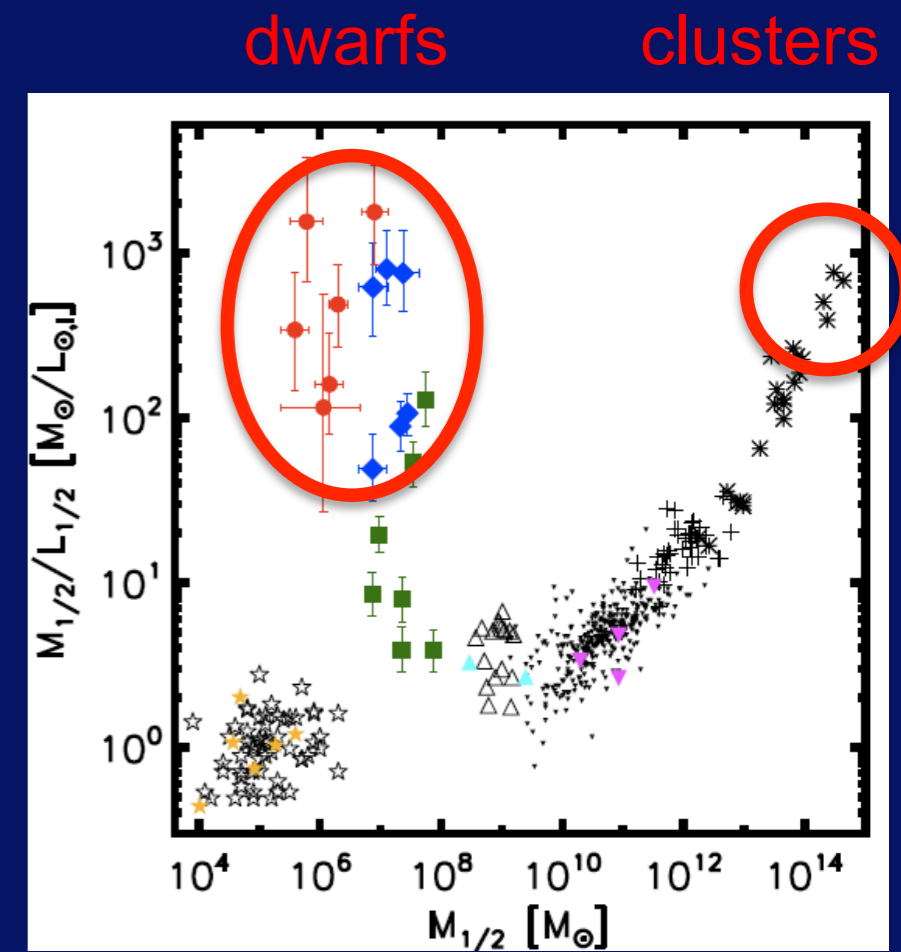 dwarfs clusters
M₁/₂/L₁/₂ [M⊙/L⊙,I]
10³
10²
10¹
10⁰
10⁴ 10⁶ 10⁸ 10¹⁰ 10¹² 10¹⁴
M₁/₂ [M⊙]